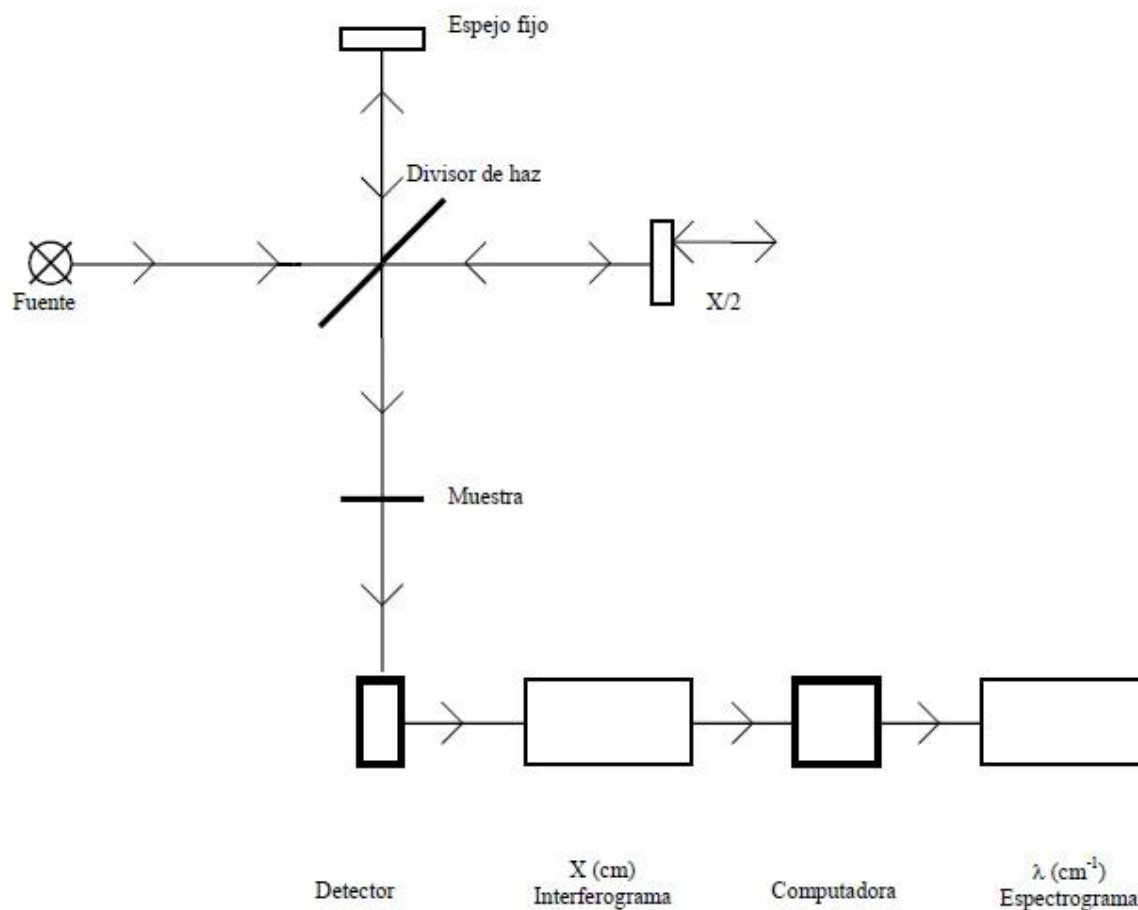 Espejo fijo
Divisor de haz
Fuente
X/2
Muestra
Detector
X (cm)
Interferograma
Computadora
λ (cm⁻¹)
Espectrograma